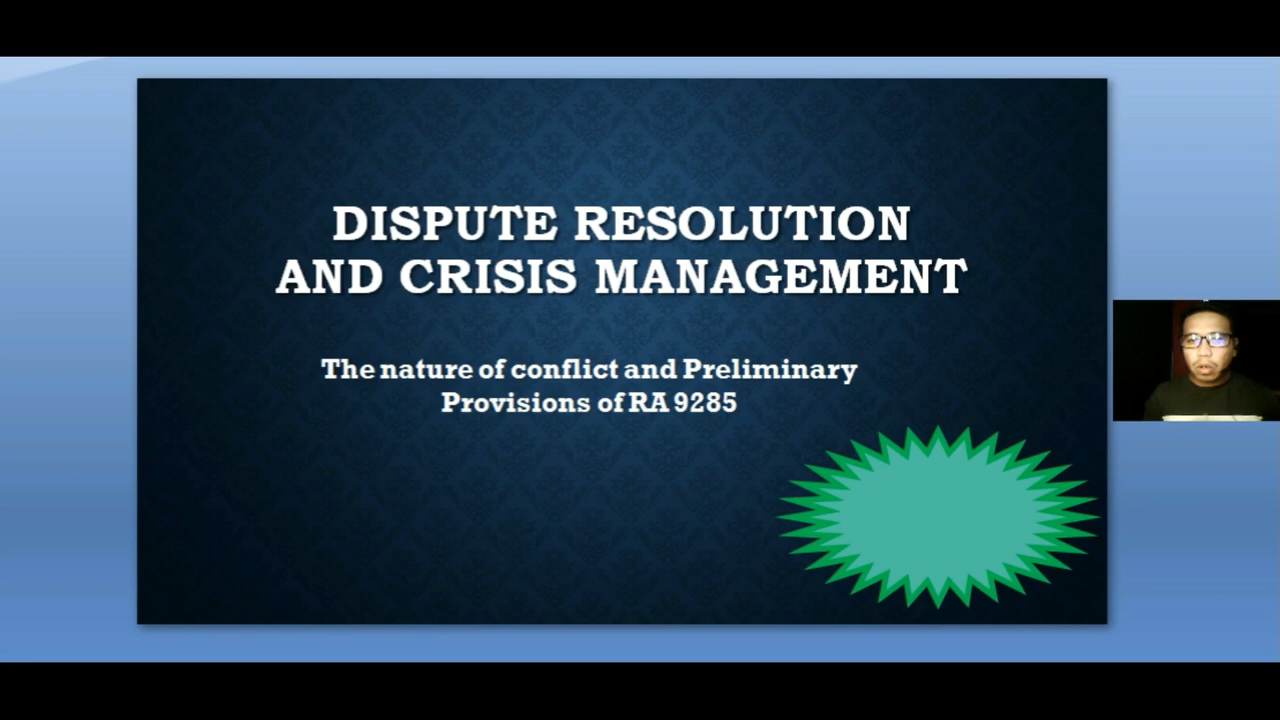 DISPUTE RESOLUTION
AND CRISIS MANAGEMENT
The nature of conflict and Preliminary
Provisions of RA 9285